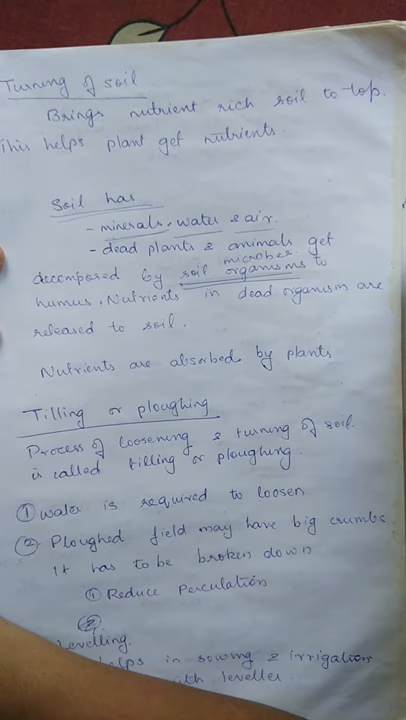 Turning of soil
Brings nutrient rich soil to top.
This helps plant get nutrients.
Soil has
- minerals, water & air.
- dead plants & animals get
microbes
decomposed by soil organisms to
humus. Nutrients in dead organism are
released to soil.
Nutrients are absorbed by plants
Tilling or ploughing
Process of loosening & turning of soil.
is called tilling or ploughing.
① water is required to loosen
② Ploughed field may have big crumbs.
It has to be broken down
① Reduce Perculation
②
Levelling.
helps in sowing & irrigation
with leveller.